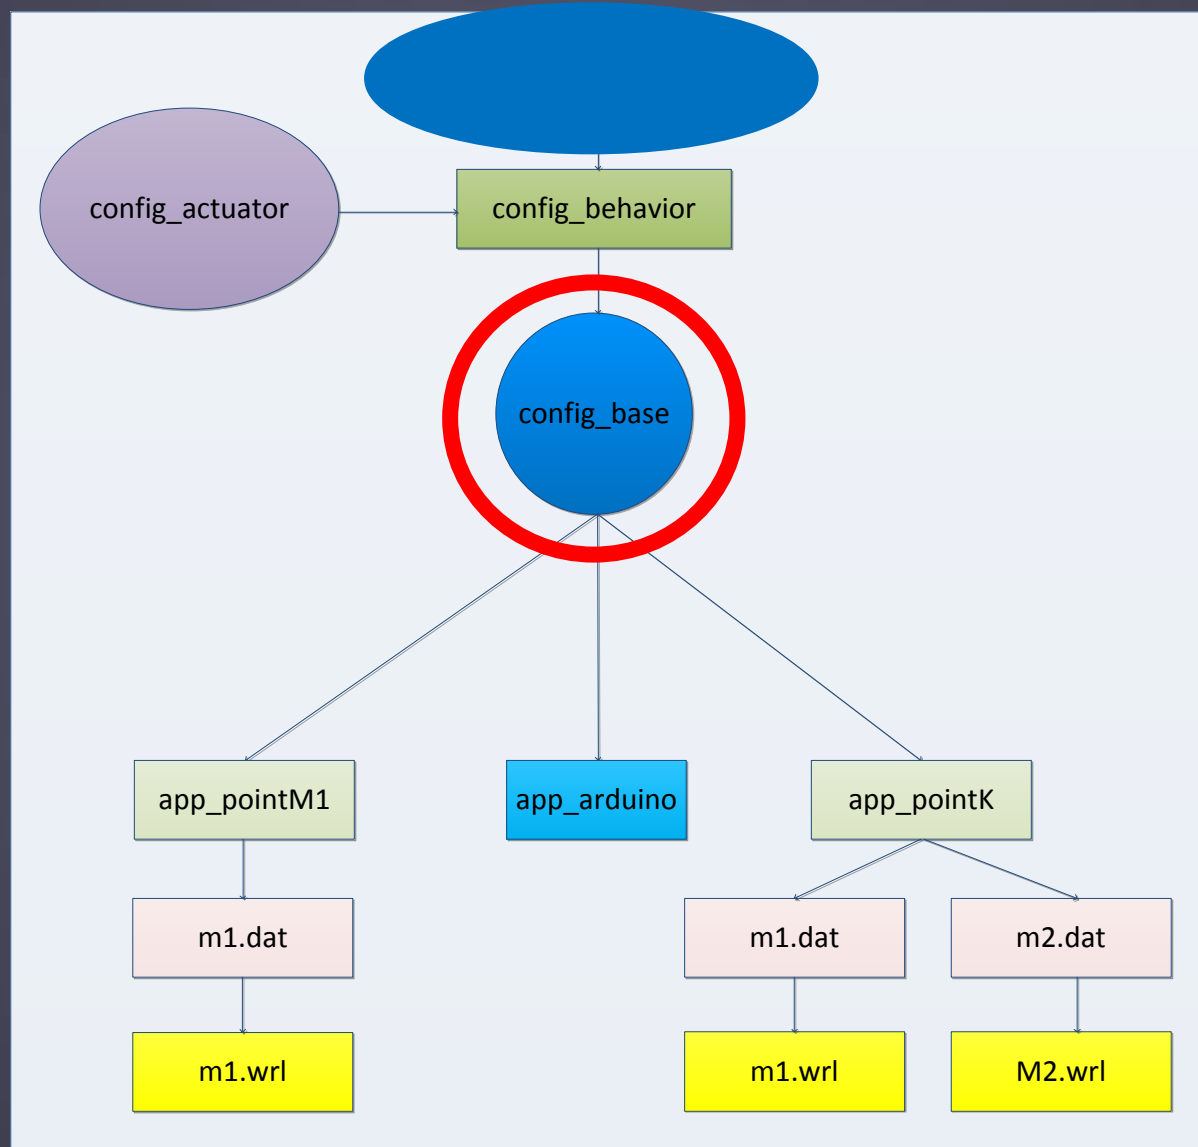 config_actuator
config_behavior
config_base
app_pointM1
app_arduino
app_pointK
m1.dat
m1.dat
m2.dat
m1.wrl
m1.wrl
M2.wrl